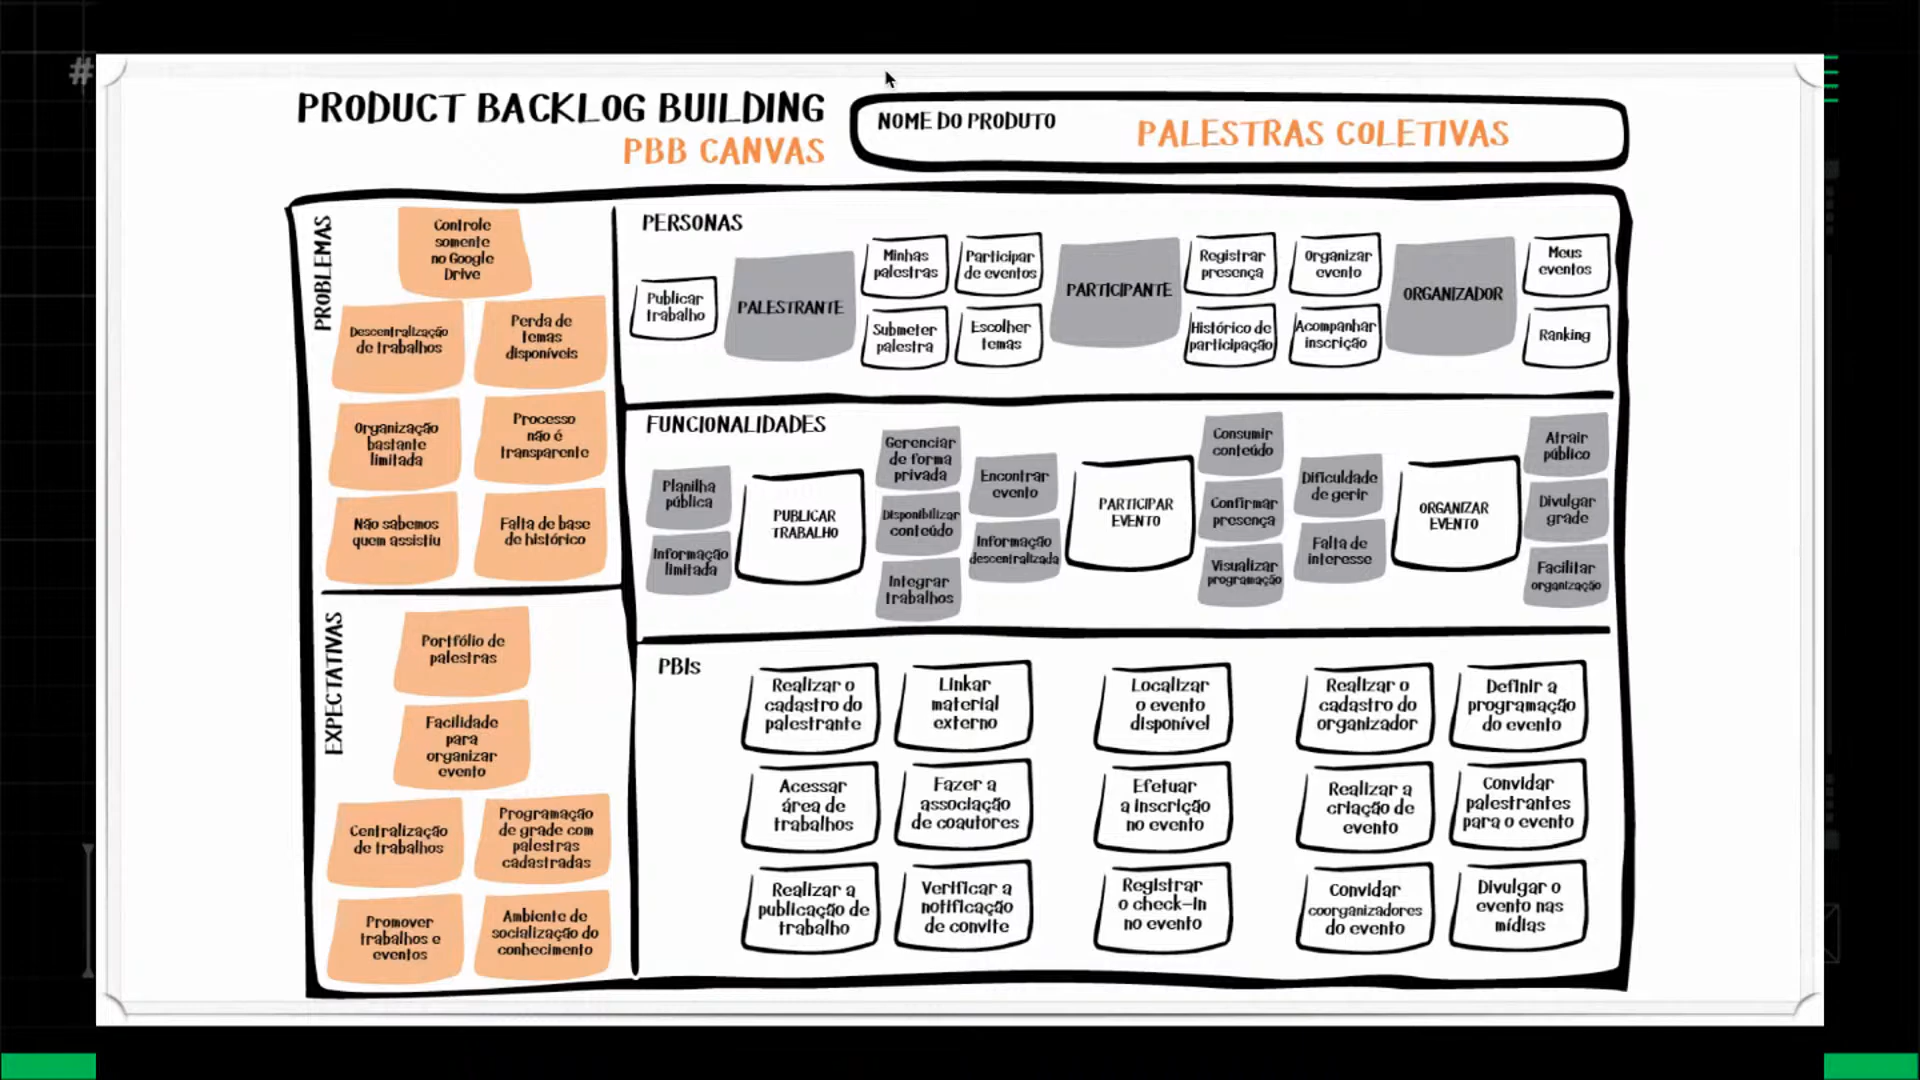 #
PRODUCT BACKLOG BUILDING
PBB CANVAS
NOME DO PRODUTO
PALESTRAS COLETIVAS
PROBLEMAS
Controle
somente
no Google
Drive
Descentralização
de trabalhos
Perda de
temas
disponíveis
Organização
bastante
limitada
Processo
não é
transparente
Não sabemos
quem assistiu
Falta de base
de histórico
EXPECTATIVAS
Portfólio de
palestras
Facilidade
para
organizar
evento
Centralização
de trabalhos
Programação
de grade com
palestras
cadastradas
Promover
trabalhos e
eventos
Ambiente de
socialização do
conhecimento
PERSONAS
Publicar
trabalho
PALESTRANTE
Minhas
palestras
Submeter
palestra
Participar
de eventos
Escolher
temas
PARTICIPANTE
Registrar
presença
Histórico de
participação
Organizar
evento
Acompanhar
inscrição
ORGANIZADOR
Meus
eventos
Ranking
FUNCIONALIDADES
Planilha
pública
Informação
limitada
PUBLICAR
TRABALHO
Gerenciar
de forma
privada
Disponibilizar
conteúdo
Integrar
trabalhos
Encontrar
evento
Informação
descentralizada
PARTICIPAR
EVENTO
Consumir
conteúdo
Confirmar
presença
Visualizar
programação
Dificuldade
de gerir
Falta de
interesse
ORGANIZAR
EVENTO
Atrair
público
Divulgar
grade
Facilitar
organização
PBIs
Realizar o
cadastro do
palestrante
Linkar
material
externo
Localizar
o evento
disponível
Realizar o
cadastro do
organizador
Definir a
programação
do evento
Acessar
área de
trabalhos
Fazer a
associação
de coautores
Efetuar
a inscrição
no evento
Realizar a
criação de
evento
Convidar
palestrantes
para o evento
Realizar a
publicação de
trabalho
Verificar a
notificação
de convite
Registrar
o check-in
no evento
Convidar
coorganizadores
do evento
Divulgar o
evento nas
mídias